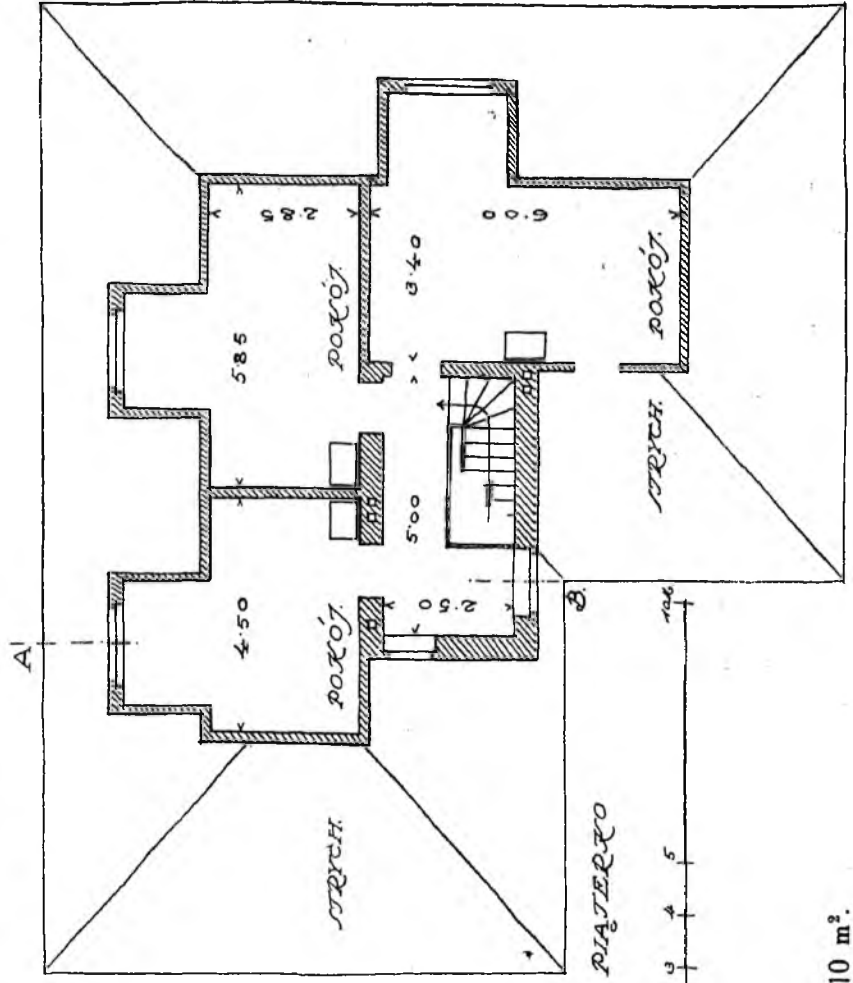 A
B.
POKÓJ.
POKÓJ.
POKÓJ.
STRYCH.
STRYCH.
5.85
2.85
4.50
3.40
6.00
5.00
2.50
PIĄTERKO
3 4 5 10 m.
10 m².